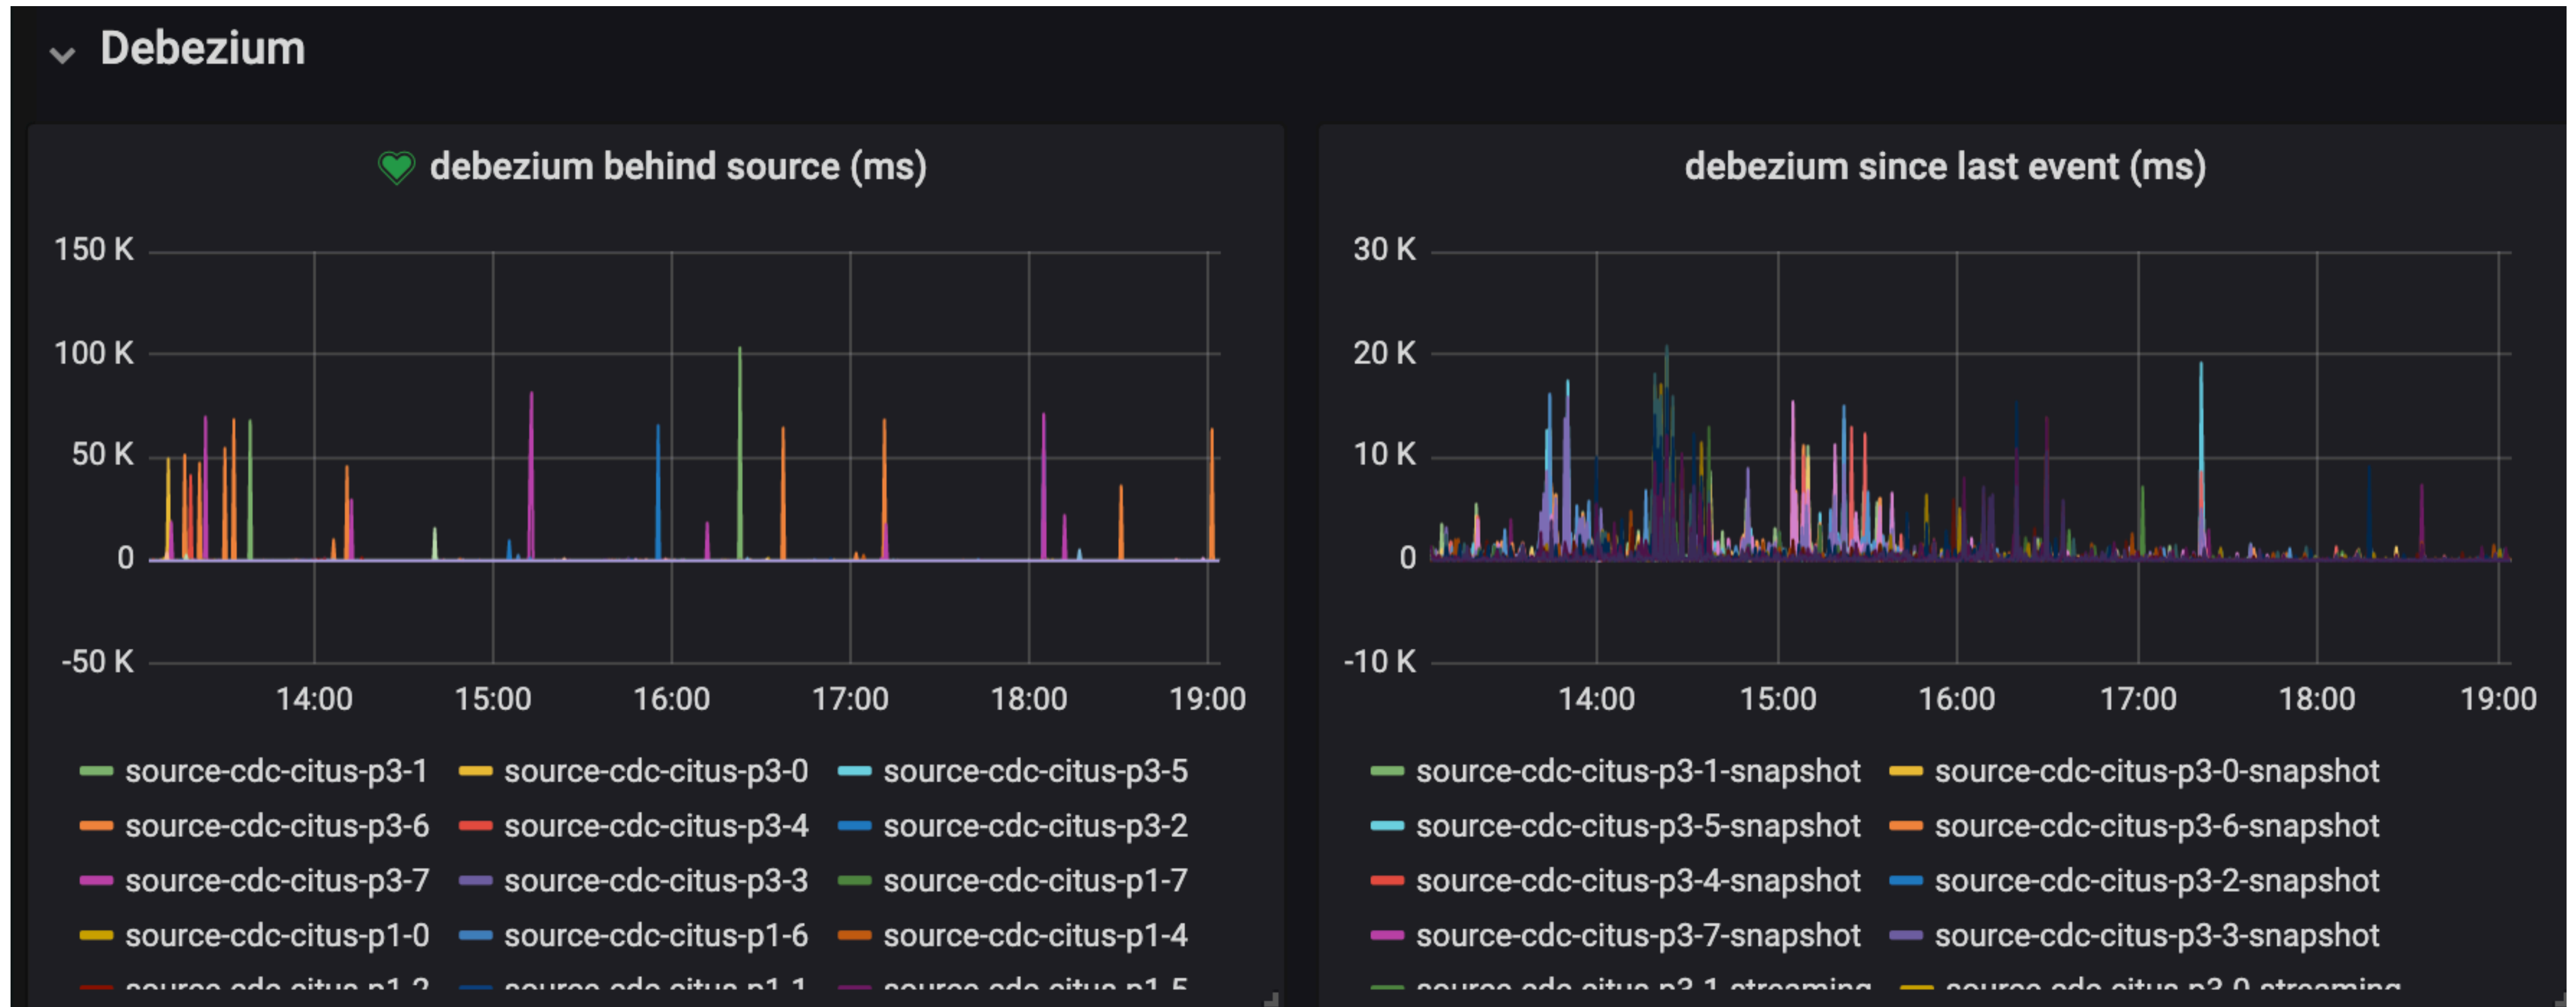 Debezium
debezium behind source (ms)
150 K
100 K
50 K
0
-50 K
14:00 15:00 16:00 17:00 18:00 19:00
source-cdc-citus-p3-1 source-cdc-citus-p3-0 source-cdc-citus-p3-5
source-cdc-citus-p3-6 source-cdc-citus-p3-4 source-cdc-citus-p3-2
source-cdc-citus-p3-7 source-cdc-citus-p3-3 source-cdc-citus-p1-7
source-cdc-citus-p1-0 source-cdc-citus-p1-6 source-cdc-citus-p1-4
debezium since last event (ms)
30 K
20 K
10 K
0
-10 K
14:00 15:00 16:00 17:00 18:00 19:00
source-cdc-citus-p3-1-snapshot source-cdc-citus-p3-0-snapshot
source-cdc-citus-p3-5-snapshot source-cdc-citus-p3-6-snapshot
source-cdc-citus-p3-4-snapshot source-cdc-citus-p3-2-snapshot
source-cdc-citus-p3-7-snapshot source-cdc-citus-p3-3-snapshot